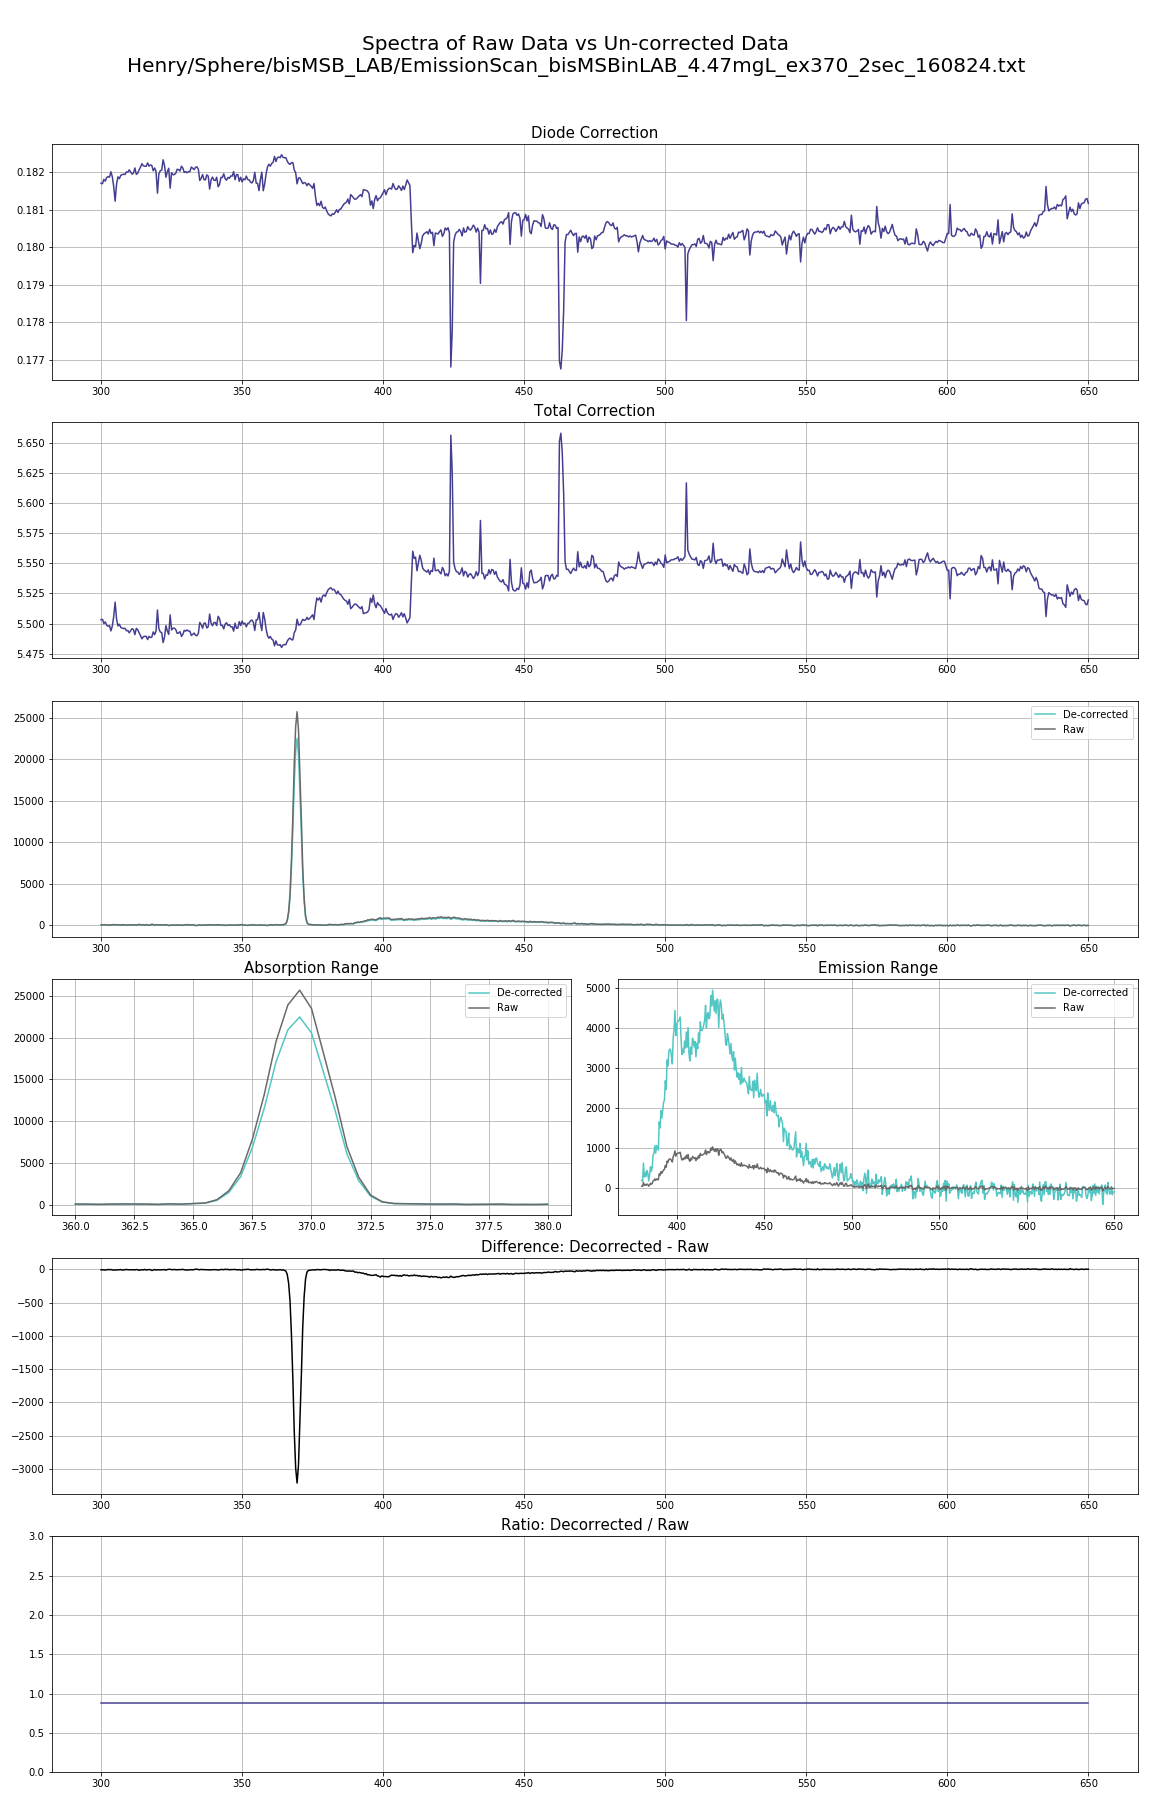 Spectra of Raw Data vs Un-corrected Data
Henry/Sphere/bisMSB_LAB/EmissionScan_bisMSBinLAB_4.47mgL_ex370_2sec_160824.txt
Diode Correction
0.182
0.181
0.180
0.179
0.178
0.177
300 350 400 450 500 550 600 650
Total Correction
5.650
5.625
5.600
5.575
5.550
5.525
5.500
5.475
300 350 400 450 500 550 600 650
25000
20000
15000
10000
5000
0
De-corrected
Raw
300 350 400 450 500 550 600 650
Absorption Range
25000
20000
15000
10000
5000
0
De-corrected
Raw
360.0 362.5 365.0 367.5 370.0 372.5 375.0 377.5 380.0
Emission Range
5000
4000
3000
2000
1000
0
De-corrected
Raw
400 450 500 550 600 650
Difference: Decorrected - Raw
0
−500
−1000
−1500
−2000
−2500
−3000
300 350 400 450 500 550 600 650
Ratio: Decorrected / Raw
3.0
2.5
2.0
1.5
1.0
0.5
0.0
300 350 400 450 500 550 600 650